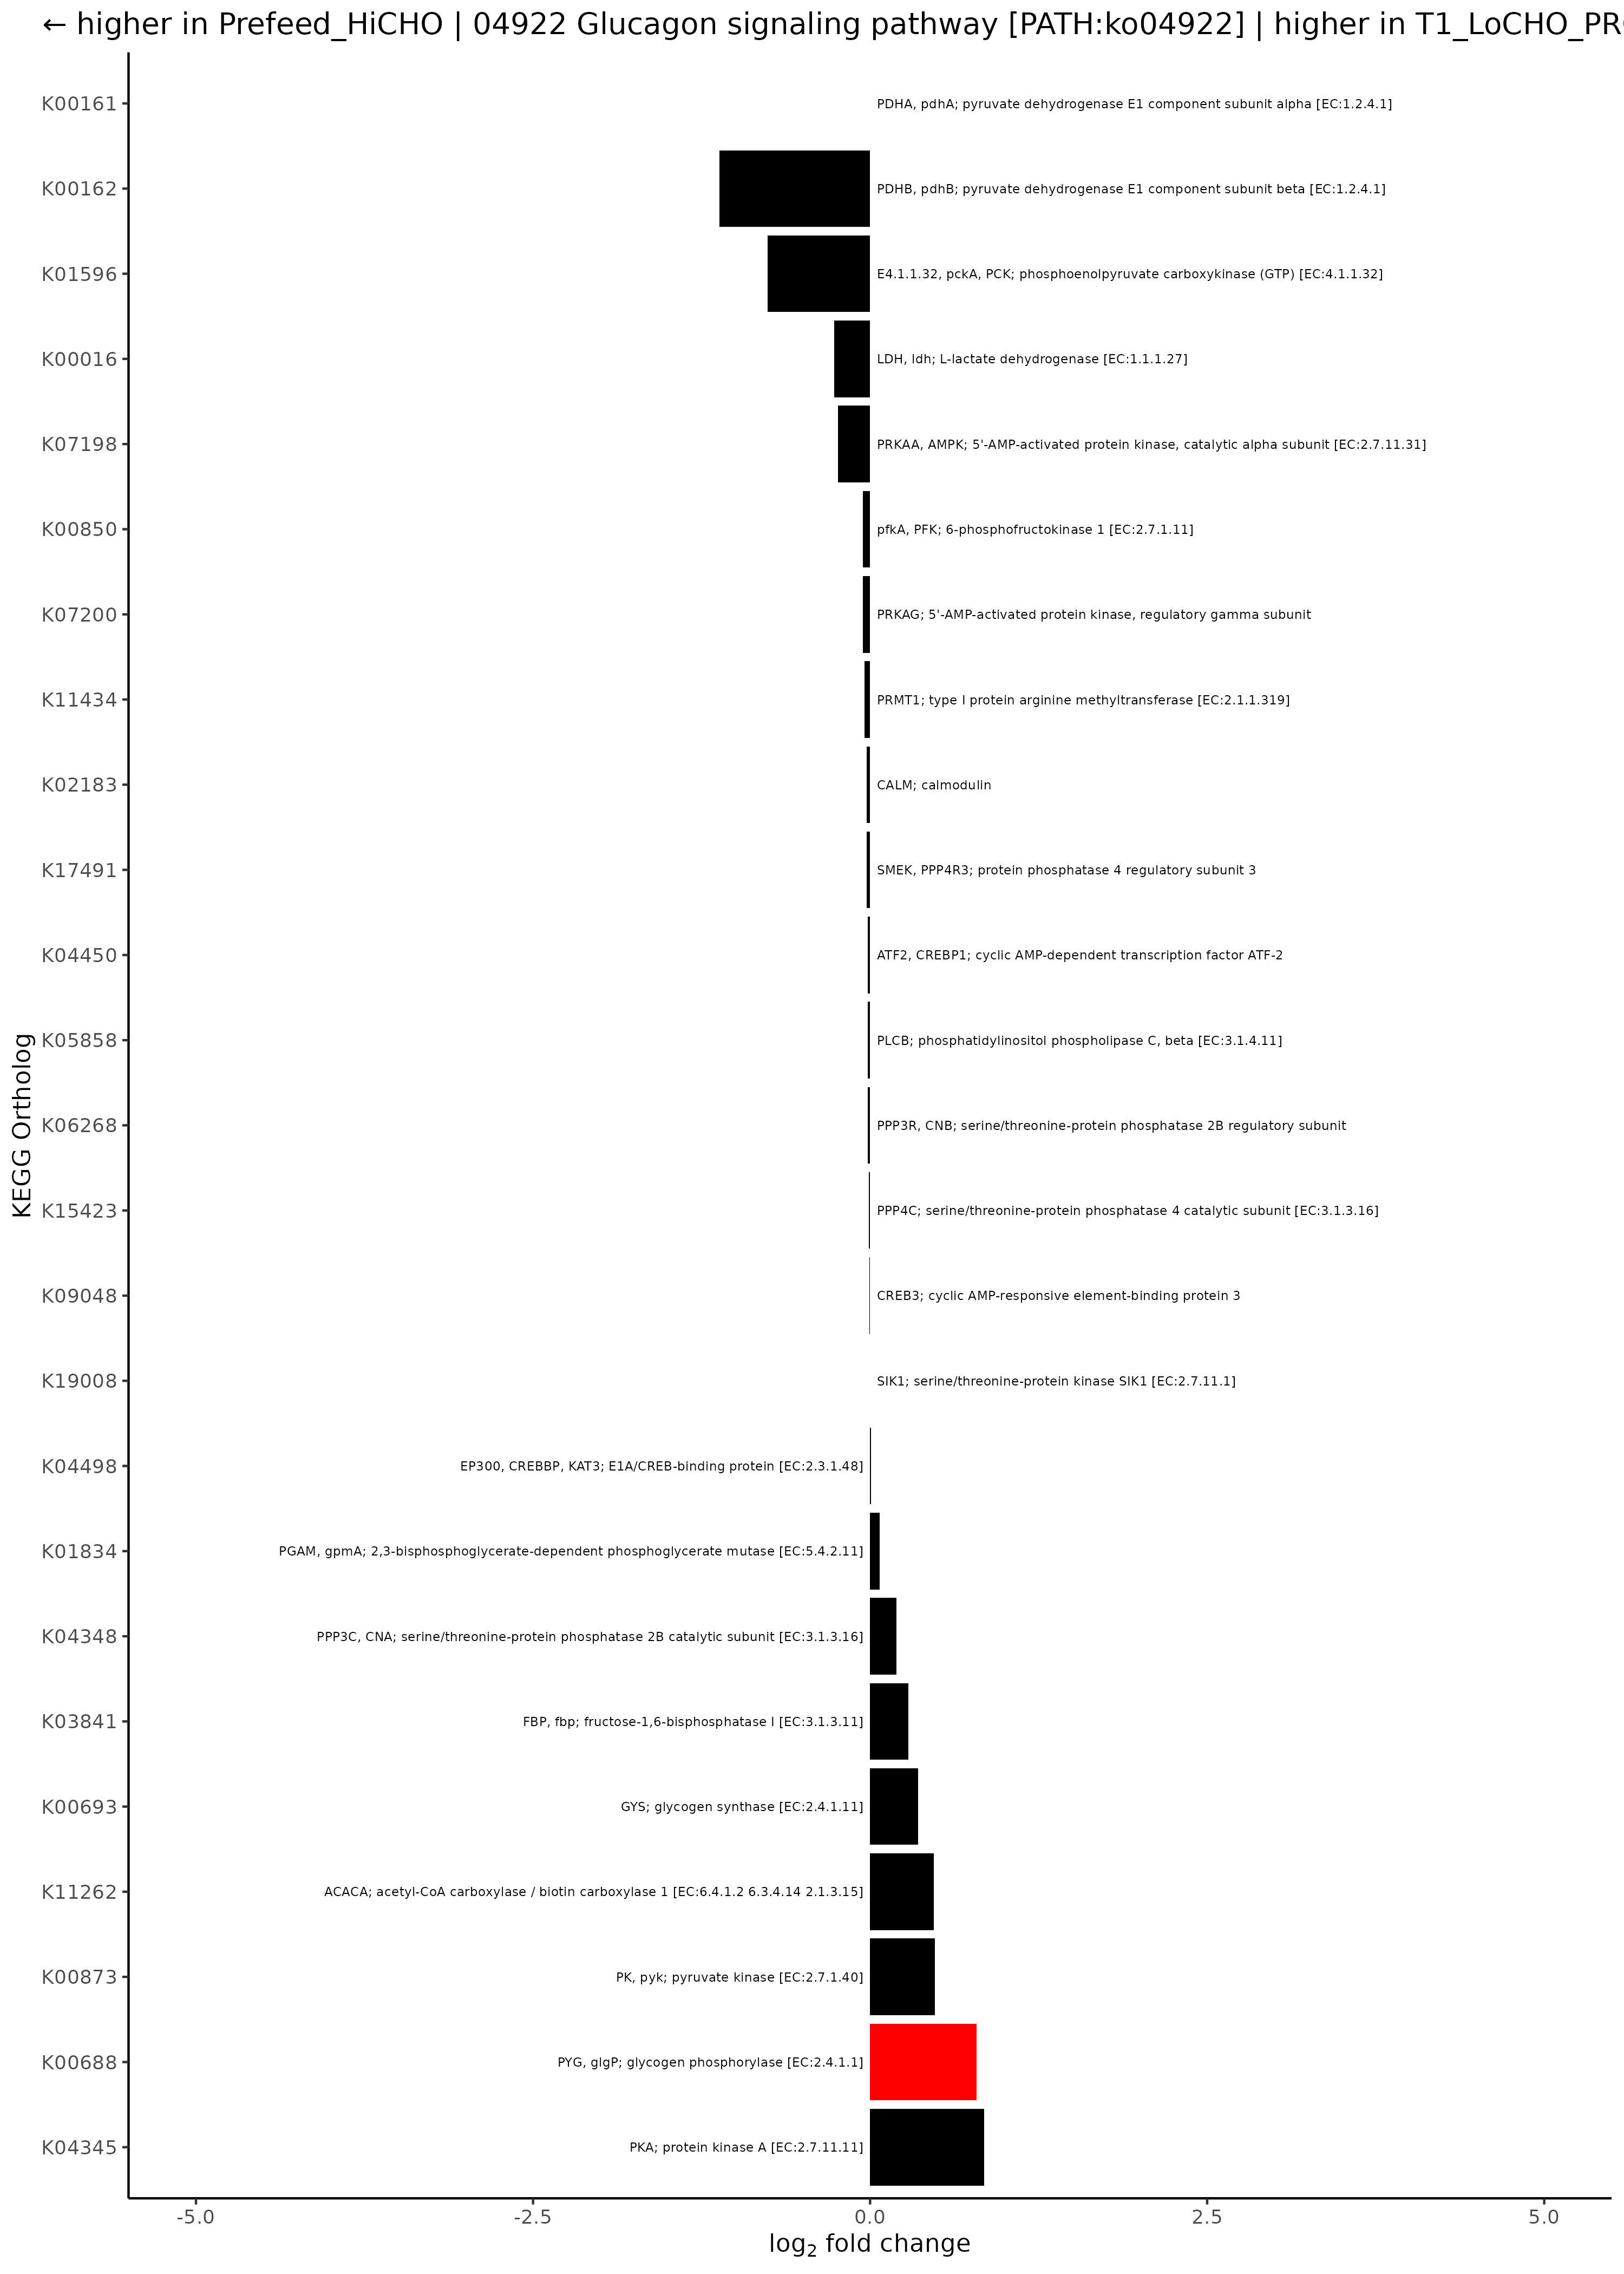 ← higher in Prefeed_HiCHO | 04922 Glucagon signaling pathway [PATH:ko04922] | higher in T1_LoCHO_PR
K00161 PDHA, pdhA; pyruvate dehydrogenase E1 component subunit alpha [EC:1.2.4.1]
K00162 PDHB, pdhB; pyruvate dehydrogenase E1 component subunit beta [EC:1.2.4.1]
K01596 E4.1.1.32, pckA, PCK; phosphoenolpyruvate carboxykinase (GTP) [EC:4.1.1.32]
K00016 LDH, ldh; L-lactate dehydrogenase [EC:1.1.1.27]
K07198 PRKAA, AMPK; 5'-AMP-activated protein kinase, catalytic alpha subunit [EC:2.7.11.31]
K00850 pfkA, PFK; 6-phosphofructokinase 1 [EC:2.7.1.11]
K07200 PRKAG; 5'-AMP-activated protein kinase, regulatory gamma subunit
K11434 PRMT1; type I protein arginine methyltransferase [EC:2.1.1.319]
K02183 CALM; calmodulin
K17491 SMEK, PPP4R3; protein phosphatase 4 regulatory subunit 3
K04450 ATF2, CREBP1; cyclic AMP-dependent transcription factor ATF-2
K05858 PLCB; phosphatidylinositol phospholipase C, beta [EC:3.1.4.11]
K06268 PPP3R, CNB; serine/threonine-protein phosphatase 2B regulatory subunit
K15423 PPP4C; serine/threonine-protein phosphatase 4 catalytic subunit [EC:3.1.3.16]
K09048 CREB3; cyclic AMP-responsive element-binding protein 3
K19008 SIK1; serine/threonine-protein kinase SIK1 [EC:2.7.11.1]
K04498 EP300, CREBBP, KAT3; E1A/CREB-binding protein [EC:2.3.1.48]
K01834 PGAM, gpmA; 2,3-bisphosphoglycerate-dependent phosphoglycerate mutase [EC:5.4.2.11]
K04348 PPP3C, CNA; serine/threonine-protein phosphatase 2B catalytic subunit [EC:3.1.3.16]
K03841 FBP, fbp; fructose-1,6-bisphosphatase I [EC:3.1.3.11]
K00693 GYS; glycogen synthase [EC:2.4.1.11]
K11262 ACACA; acetyl-CoA carboxylase / biotin carboxylase 1 [EC:6.4.1.2 6.3.4.14 2.1.3.15]
K00873 PK, pyk; pyruvate kinase [EC:2.7.1.40]
K00688 PYG, glgP; glycogen phosphorylase [EC:2.4.1.1]
K04345 PKA; protein kinase A [EC:2.7.11.11]
KEGG Ortholog
-5.0 -2.5 0.0 2.5 5.0
log2 fold change